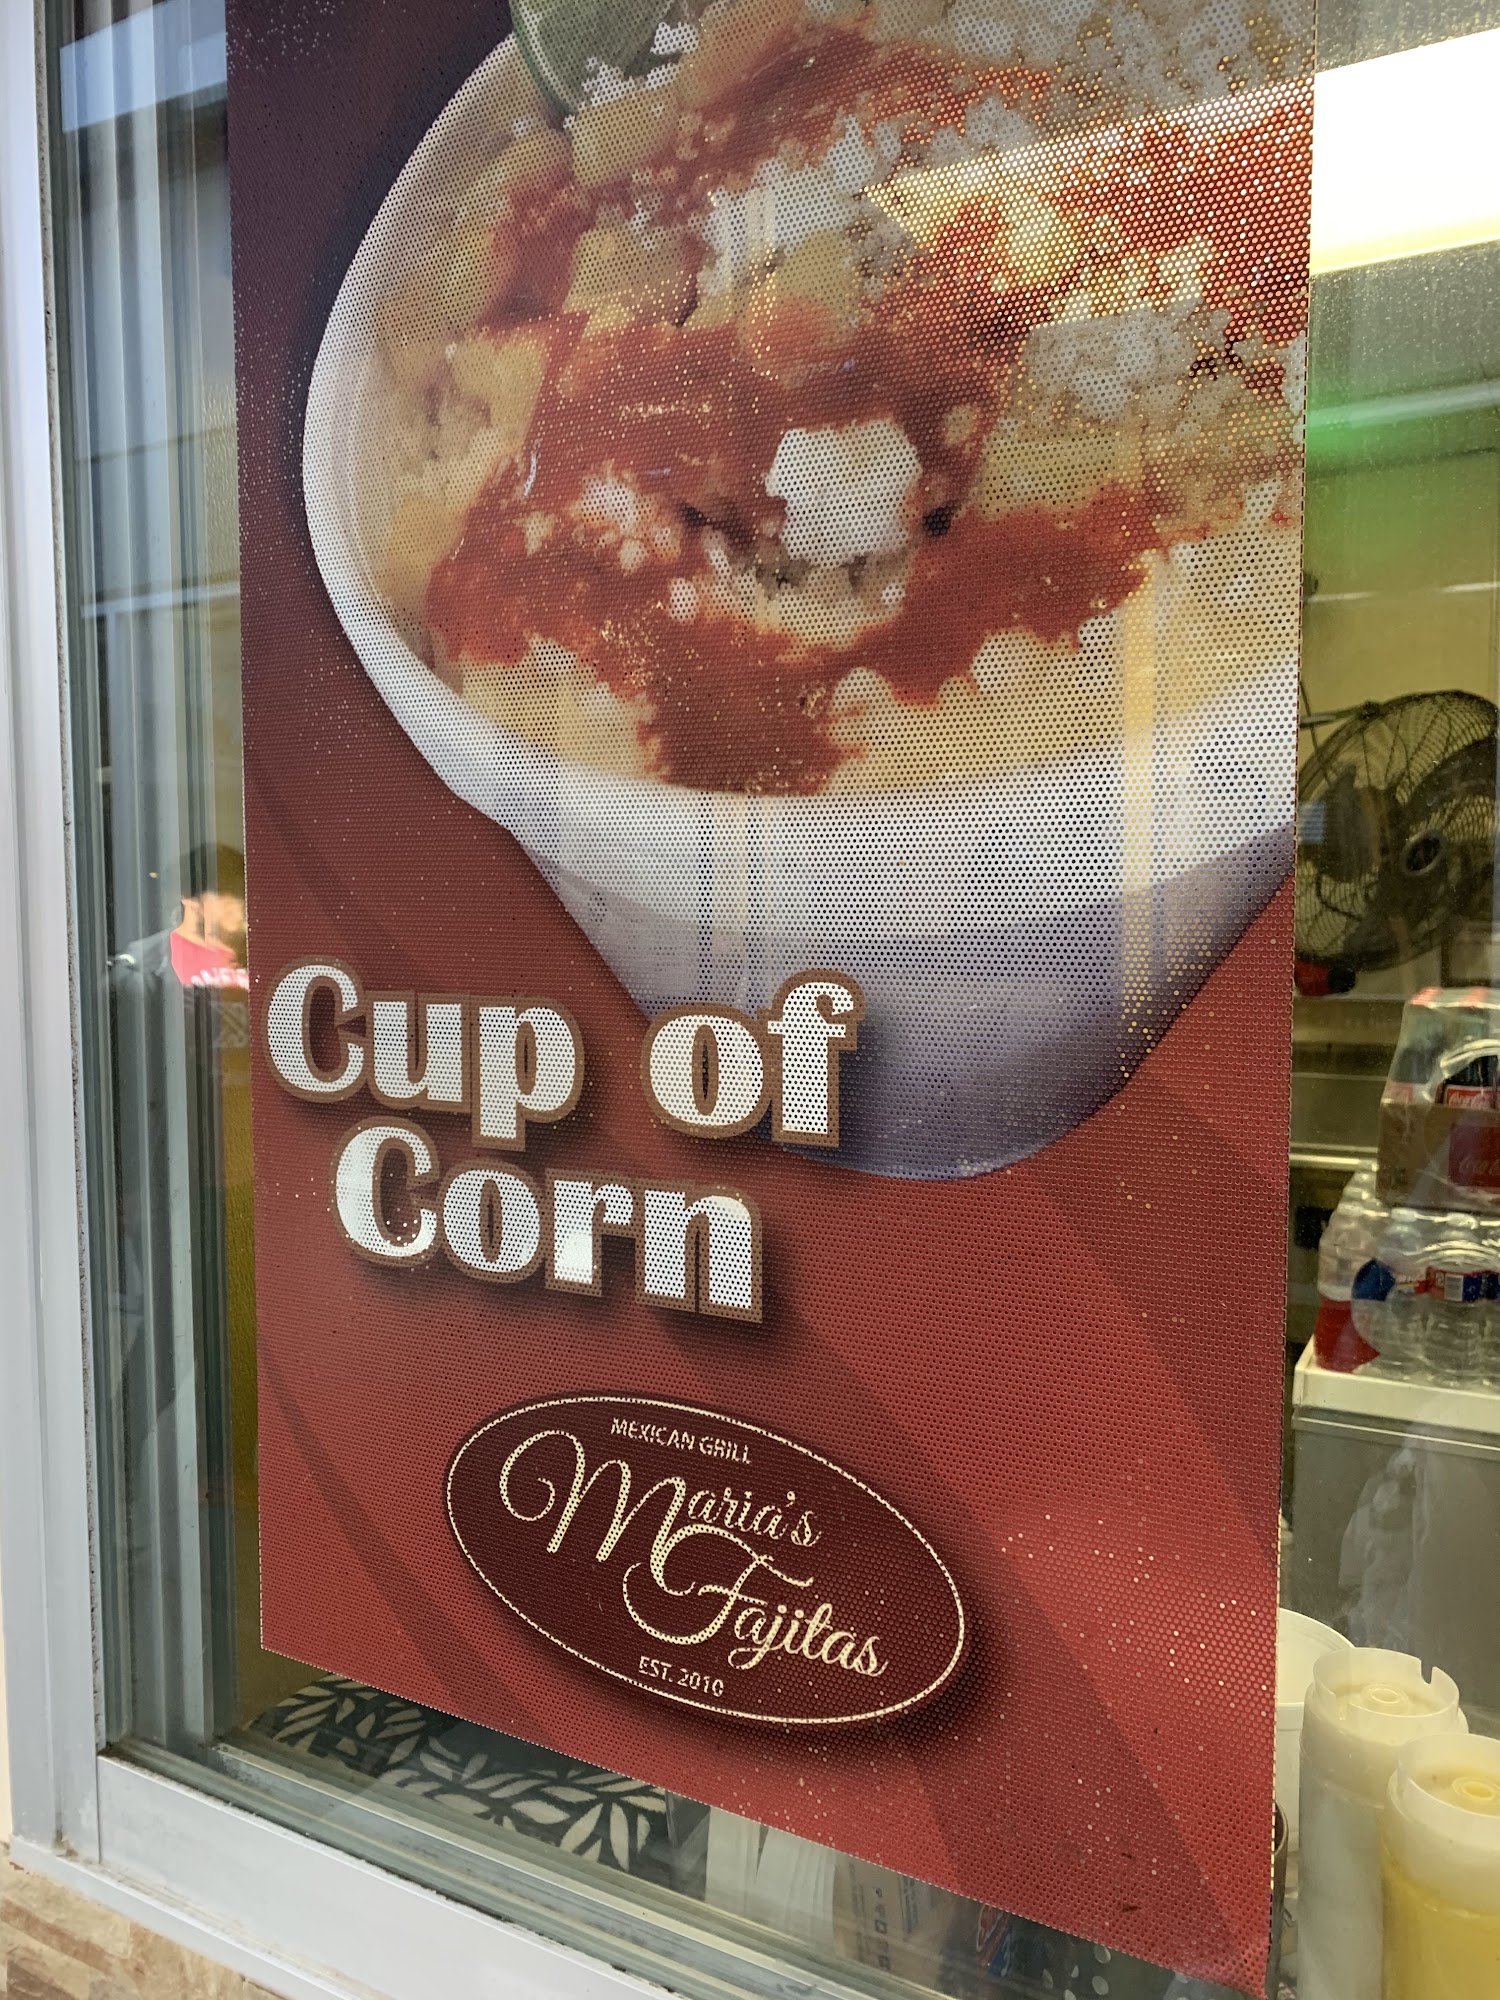 Cup of
Corn
MEXICAN GRILL
Maria's
Fajitas
EST. 2010